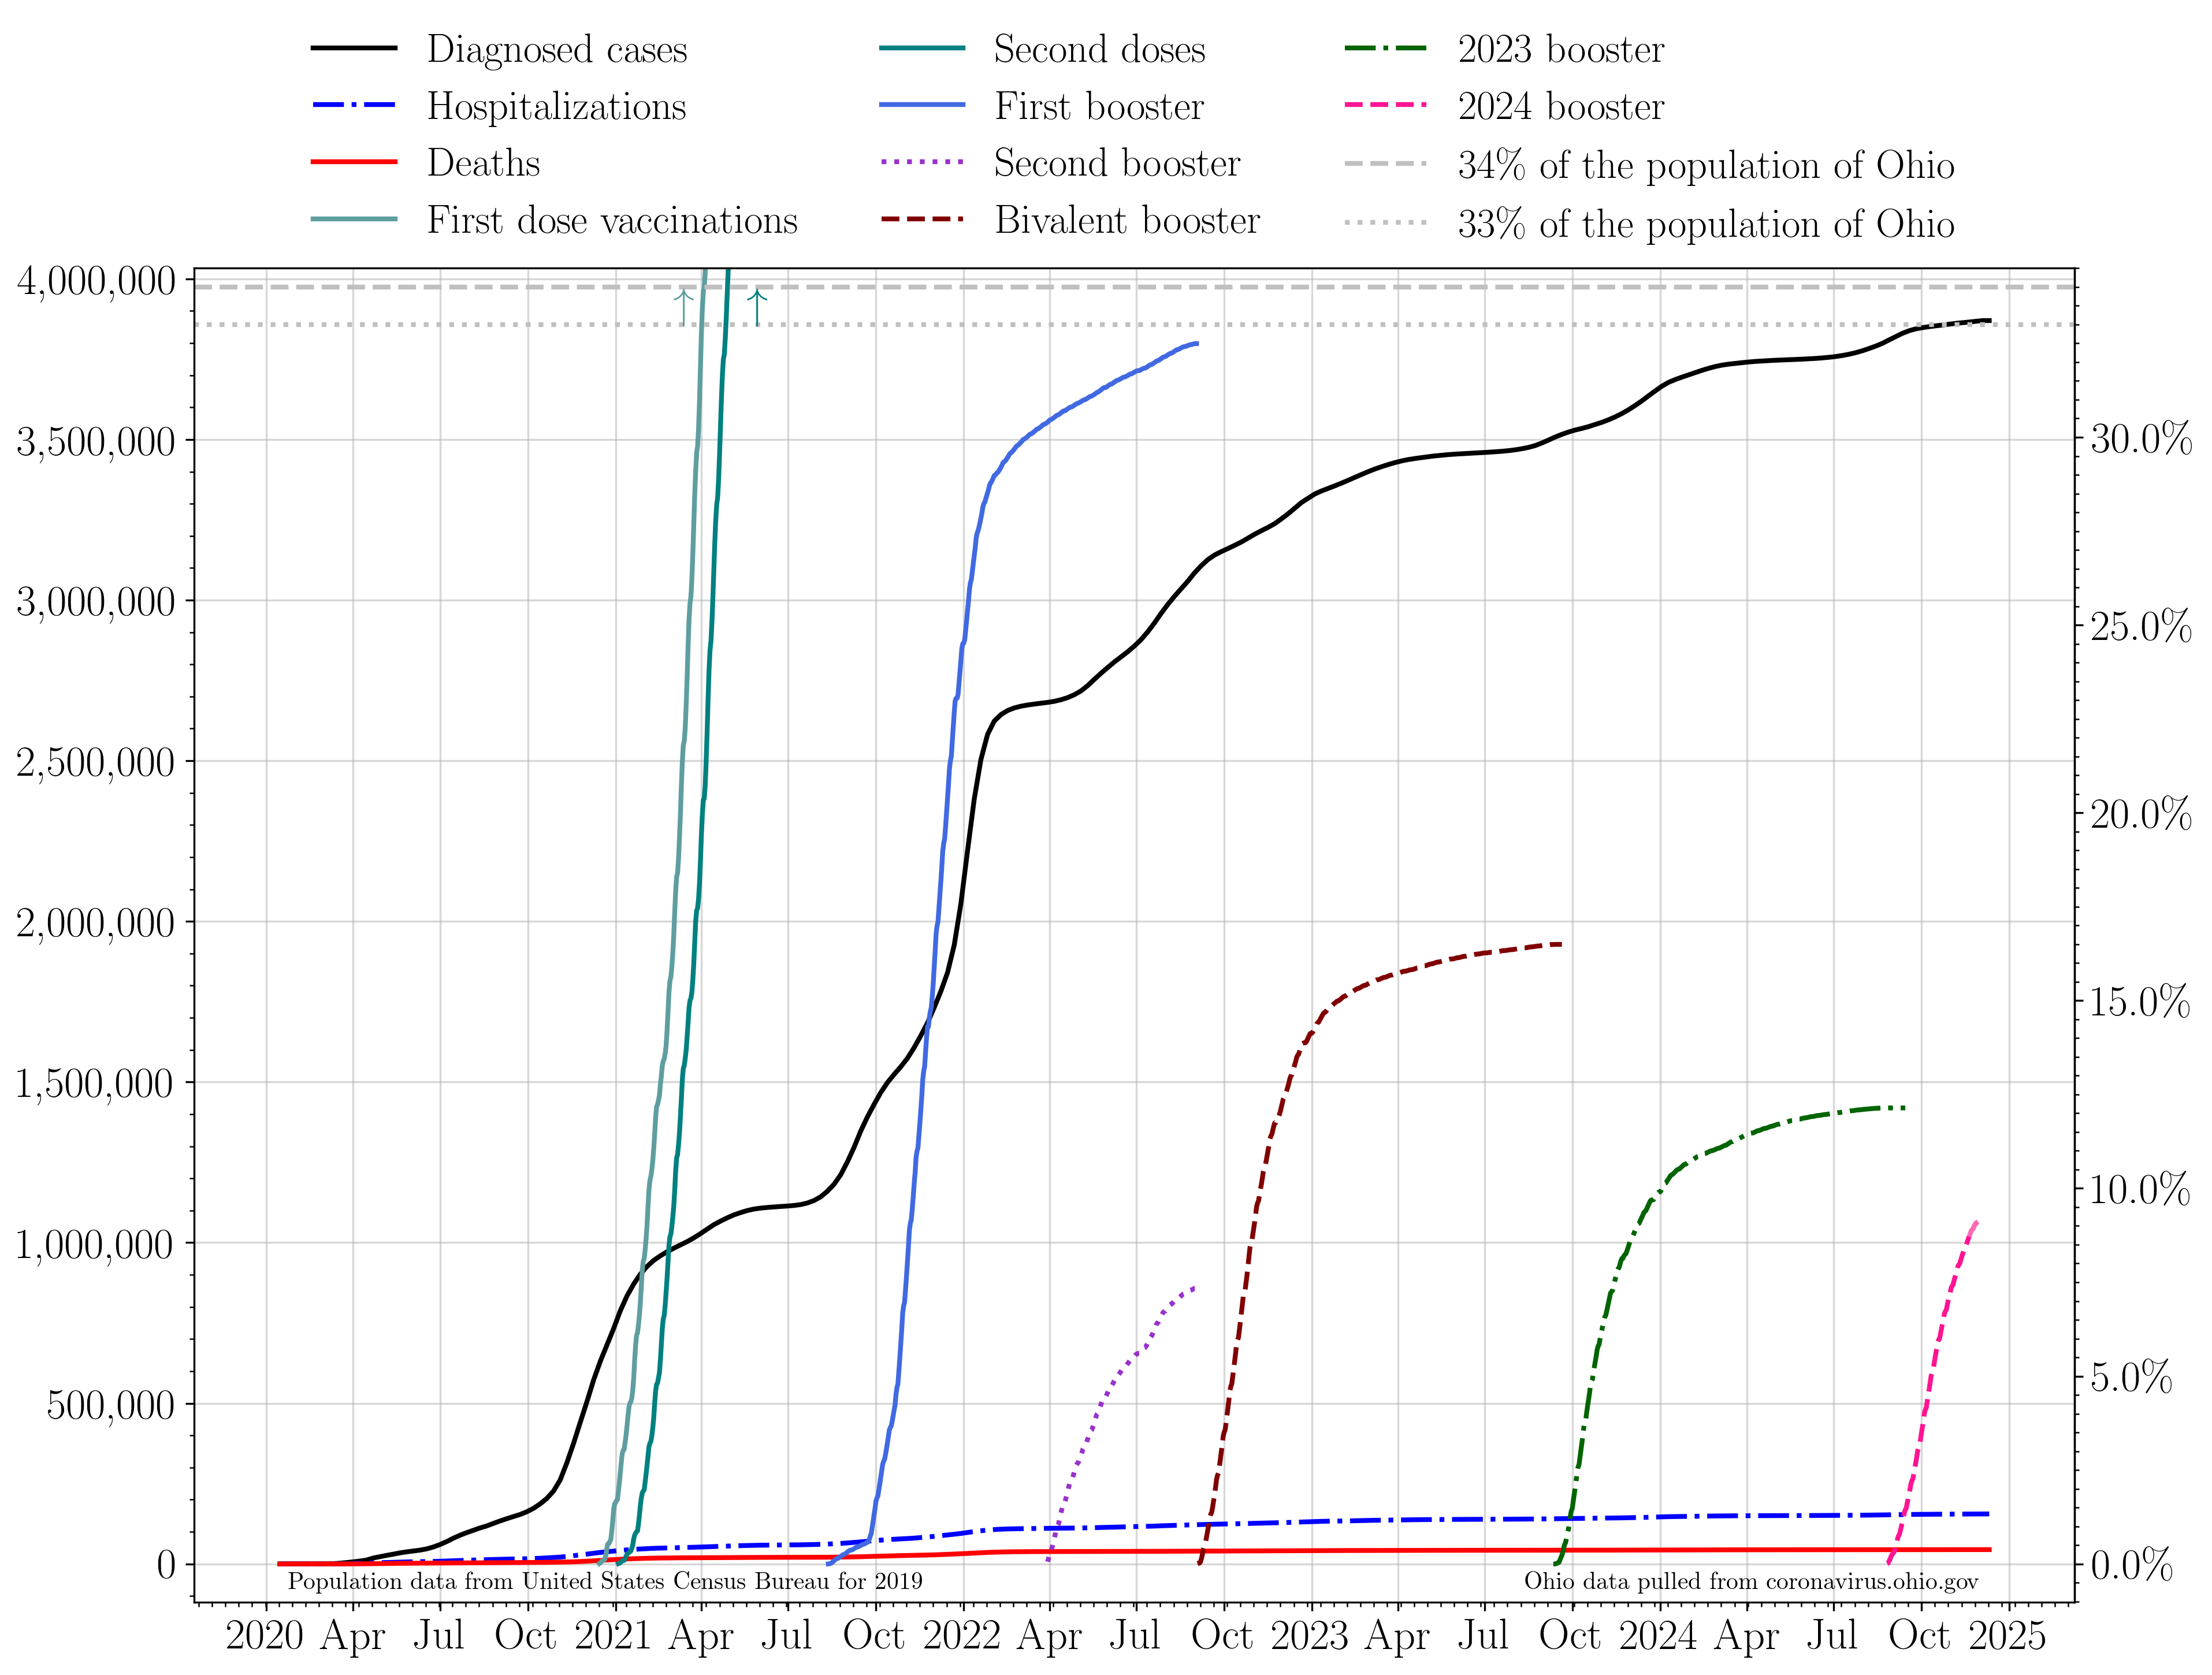 Diagnosed cases
Hospitalizations
Deaths
First dose vaccinations
Second doses
First booster
Second booster
Bivalent booster
2023 booster
2024 booster
34% of the population of Ohio
33% of the population of Ohio
4,000,000
3,500,000
3,000,000
2,500,000
2,000,000
1,500,000
1,000,000
500,000
0
30.0%
25.0%
20.0%
15.0%
10.0%
5.0%
0.0%
Population data from United States Census Bureau for 2019
Ohio data pulled from coronavirus.ohio.gov
2020 Apr Jul Oct 2021 Apr Jul Oct 2022 Apr Jul Oct 2023 Apr Jul Oct 2024 Apr Jul Oct 2025